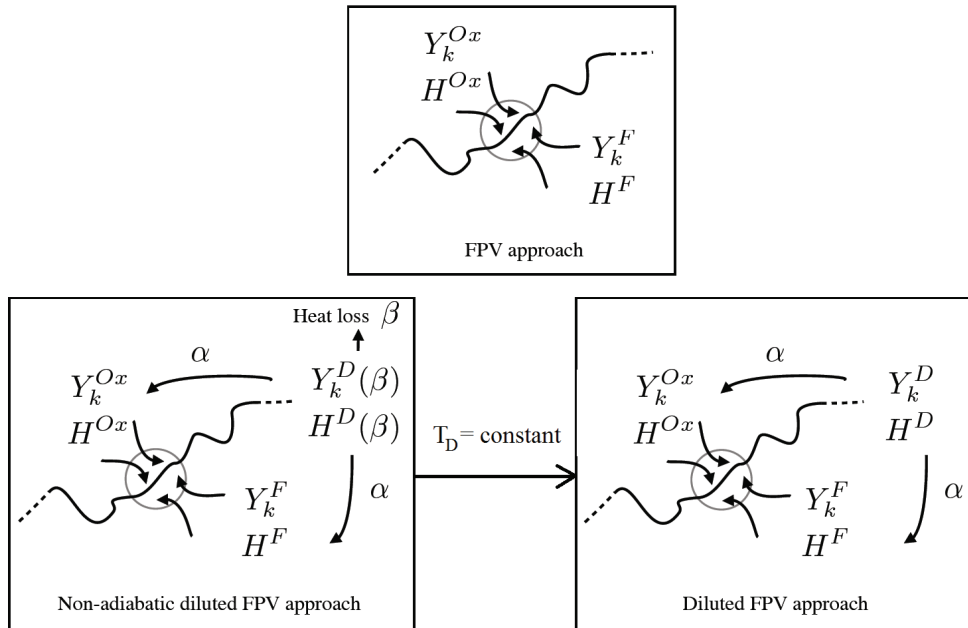 Y_k^{Ox}
H^{Ox}
Y_k^F
H^F
FPV approach
Heat loss β
α
Y_k^D(β)
Y_k^{Ox}
H^{Ox}
H^D(β)
α
Y_k^F
H^F
Non-adiabatic diluted FPV approach
T_D = constant
α
Y_k^{Ox}
Y_k^D
H^{Ox}
H^D
α
Y_k^F
H^F
Diluted FPV approach